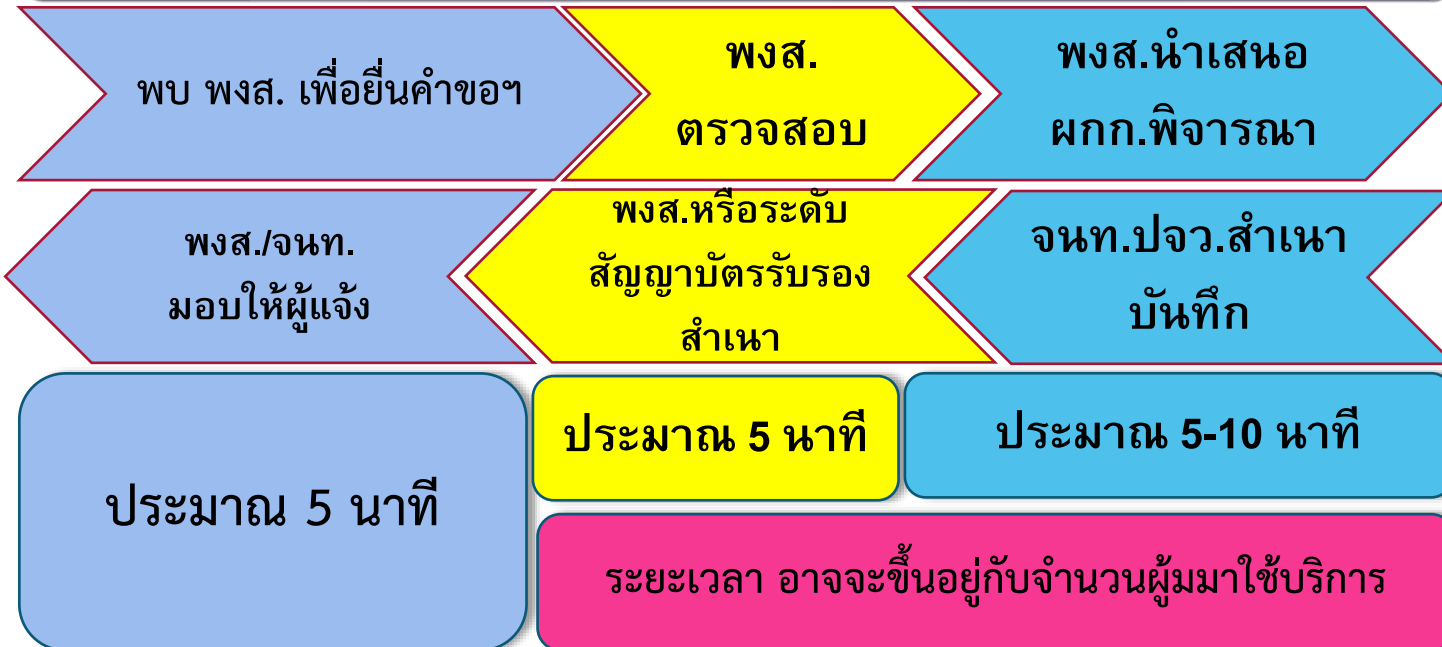 พบ พงส. เพื่อยื่นคำขอฯ
พงส.
ตรวจสอบ
พงส.นำเสนอ
ผกก.พิจารณา
พงส./จนท.
มอบให้ผู้แจ้ง
พงส.หรือระดับ
สัญญาบัตรรับรอง
สำเนา
จนท.ปจว.สำเนา
บันทึก
ประมาณ 5 นาที
ประมาณ 5 นาที
ประมาณ 5-10 นาที
ระยะเวลา อาจจะขึ้นอยู่กับจำนวนผู้มมาใช้บริการ